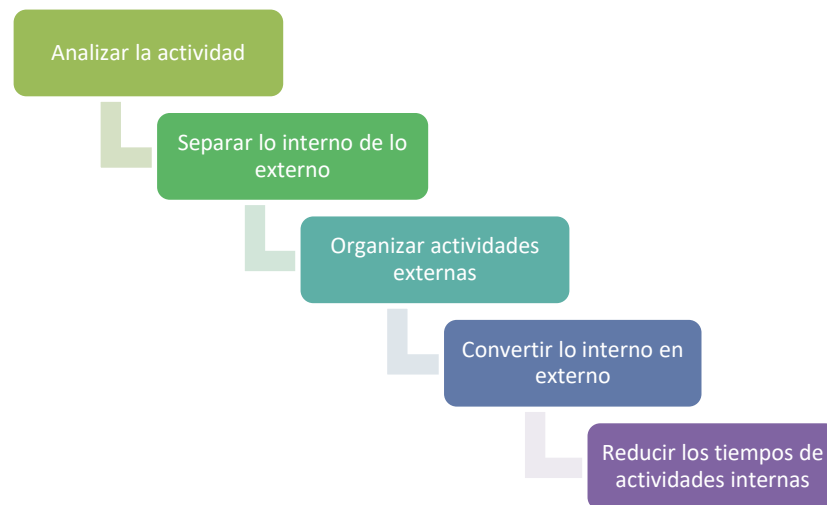 Analizar la actividad
Separar lo interno de lo
externo
Organizar actividades
externas
Convertir lo interno en
externo
Reducir los tiempos de
actividades internas